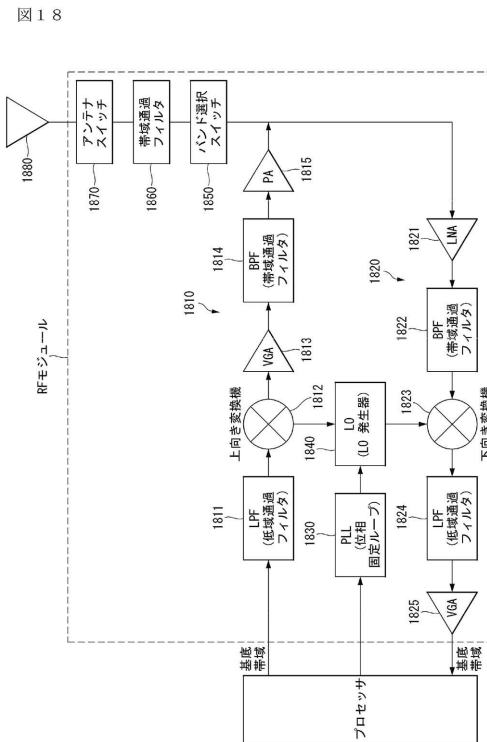 図１８
RFモジュール
1880
アンテナ
スイッチ
1870
帯域通過
フィルタ
1860
バンド選択
スイッチ
1850
PA
1815
1814
BPF
(帯域通過
フィルタ)
1810
VGA
1813
上向き変換機
1812
1811
LPF
(低域通過
フィルタ)
基底
帯域
1840
LO
(LO 発生器)
1830
PLL
(位相
固定ループ)
プロセッサ
1821
LNA
1820
1822
BPF
(帯域通過
フィルタ)
1823
下向き変換機
1824
LPF
(低域通過
フィルタ)
1825
VGA
基底
帯域